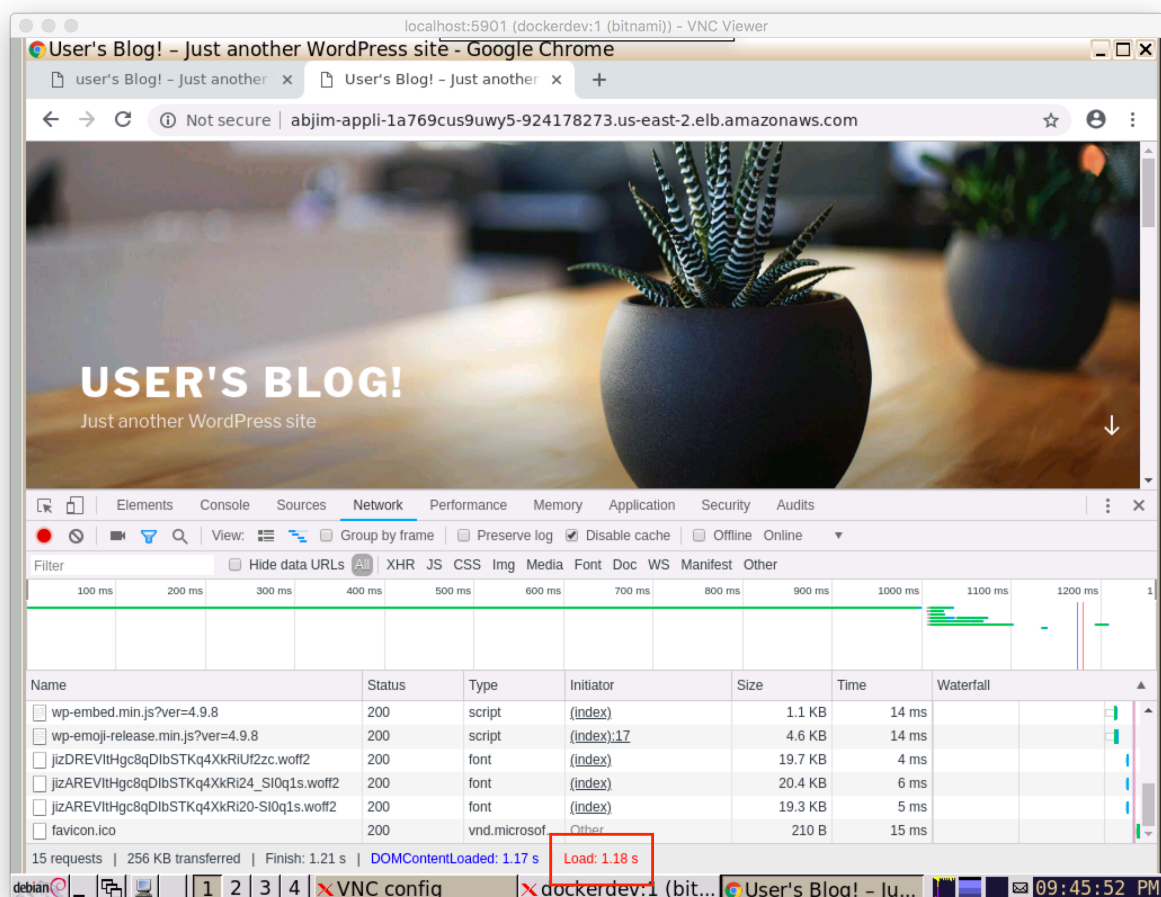 localhost:5901 (dockerdev:1 (bitnami)) - VNC Viewer
User's Blog! – Just another WordPress site - Google Chrome
user's Blog! – Just another User's Blog! – Just another
Not secure | abjim-appli-1a769cus9uwy5-924178273.us-east-2.elb.amazonaws.com
USER'S BLOG!
Just another WordPress site
Elements Console Sources Network Performance Memory Application Security Audits
View: Group by frame Preserve log Disable cache Offline Online
Filter Hide data URLs All XHR JS CSS Img Media Font Doc WS Manifest Other
100 ms 200 ms 300 ms 400 ms 500 ms 600 ms 700 ms 800 ms 900 ms 1000 ms 1100 ms 1200 ms 1
Name Status Type Initiator Size Time Waterfall
wp-embed.min.js?ver=4.9.8 200 script (index) 1.1 KB 14 ms
wp-emoji-release.min.js?ver=4.9.8 200 script (index):17 4.6 KB 14 ms
jizDREVItHgc8qDIbSTKq4XkRiUf2zc.woff2 200 font (index) 19.7 KB 4 ms
jizAREVItHgc8qDIbSTKq4XkRi24_SI0q1s.woff2 200 font (index) 20.4 KB 6 ms
jizAREVItHgc8qDIbSTKq4XkRi20-SI0q1s.woff2 200 font (index) 19.3 KB 5 ms
favicon.ico 200 vnd.microsof... Other 210 B 15 ms
15 requests | 256 KB transferred | Finish: 1.21 s | DOMContentLoaded: 1.17 s Load: 1.18 s
debian 1 2 3 4 VNC config dockerdev:1 (bit... User's Blog! – Ju... 09:45:52 PM